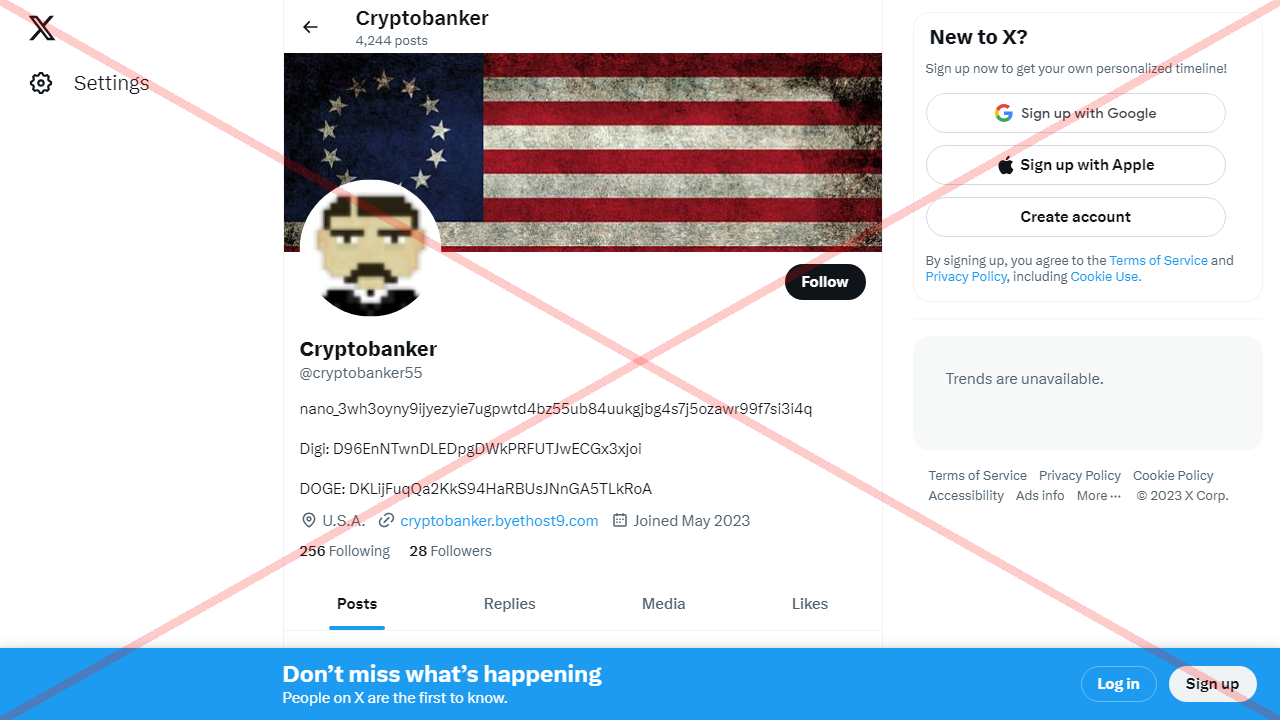 Settings
Cryptobanker
4,244 posts
Follow
Cryptobanker
@cryptobanker55
nano_3wh3oyny9ijyezyie7ugpwtd4bz55ub84uukgjbg4s7j5ozawr99f7si3i4q
Digi: D96EnNTwnDLEDpgDWkPRFUTJwECGx3xjoi
DOGE: DKLijFuqQa2KkS94HaRBUsJNnGA5TLkRoA
U.S.A. cryptobanker.byethost9.com Joined May 2023
256 Following 28 Followers
Posts Replies Media Likes
New to X?
Sign up now to get your own personalized timeline!
Sign up with Google
Sign up with Apple
Create account
By signing up, you agree to the Terms of Service and
Privacy Policy, including Cookie Use.
Trends are unavailable.
Terms of Service Privacy Policy Cookie Policy
Accessibility Ads info More ··· © 2023 X Corp.
Don’t miss what’s happening
People on X are the first to know.
Log in Sign up